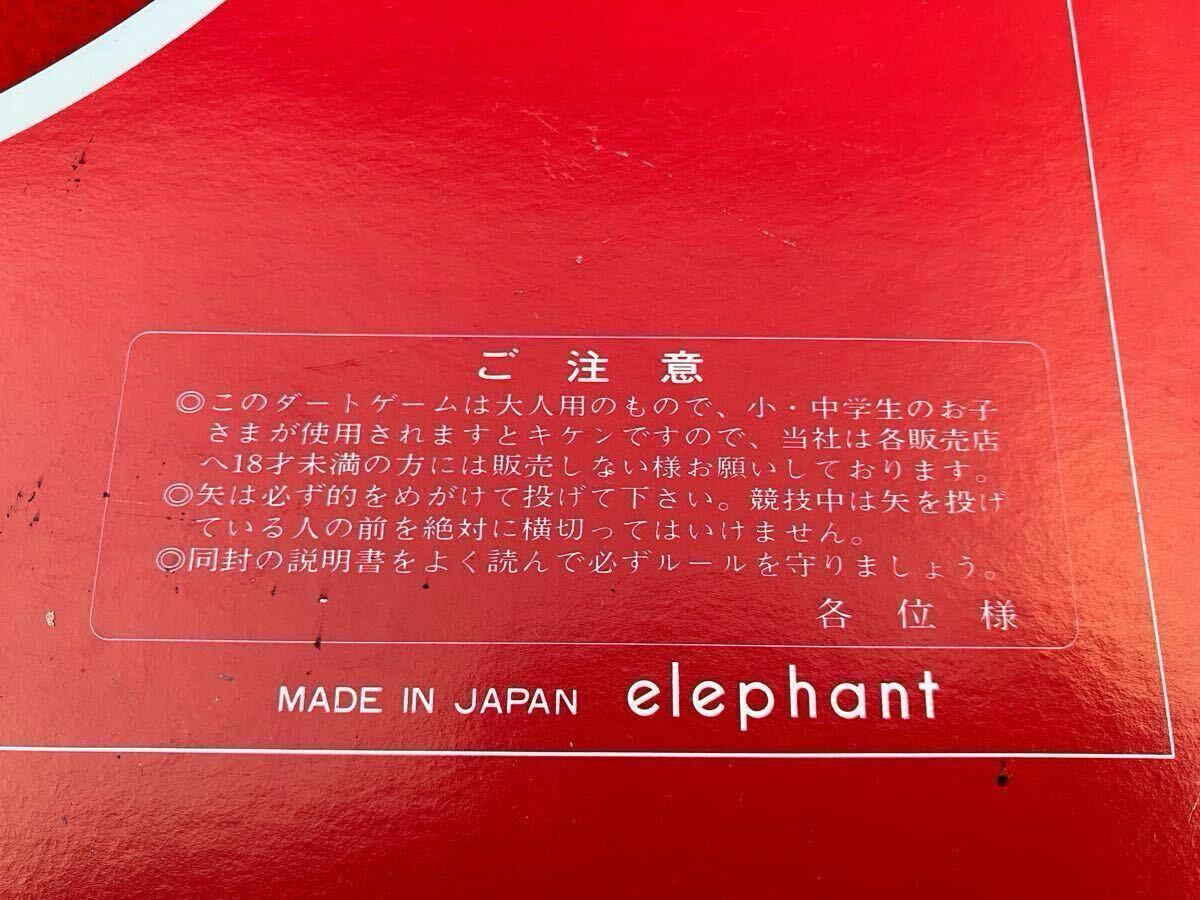 ご注意
◎このダートゲームは大人用のもので、小・中学生のお子
さまが使用されますとキケンですので、当社は各販売店
へ18才未満の方には販売しない様お願いしております。
◎矢は必ず的をめがけて投げて下さい。競技中は矢を投げ
ている人の前を絶対に横切ってはいけません。
◎同封の説明書をよく読んで必ずルールを守りましょう。
各位様
MADE IN JAPAN elephant